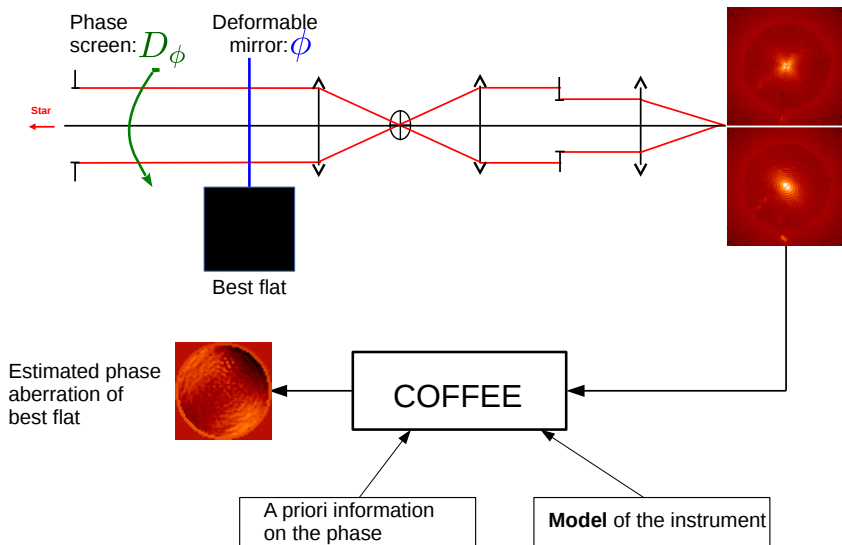 Phase
screen: D_ϕ
Deformable
mirror: ϕ
Star
Best flat
Estimated phase
aberration of
best flat
COFFEE
A priori information
on the phase
Model of the instrument